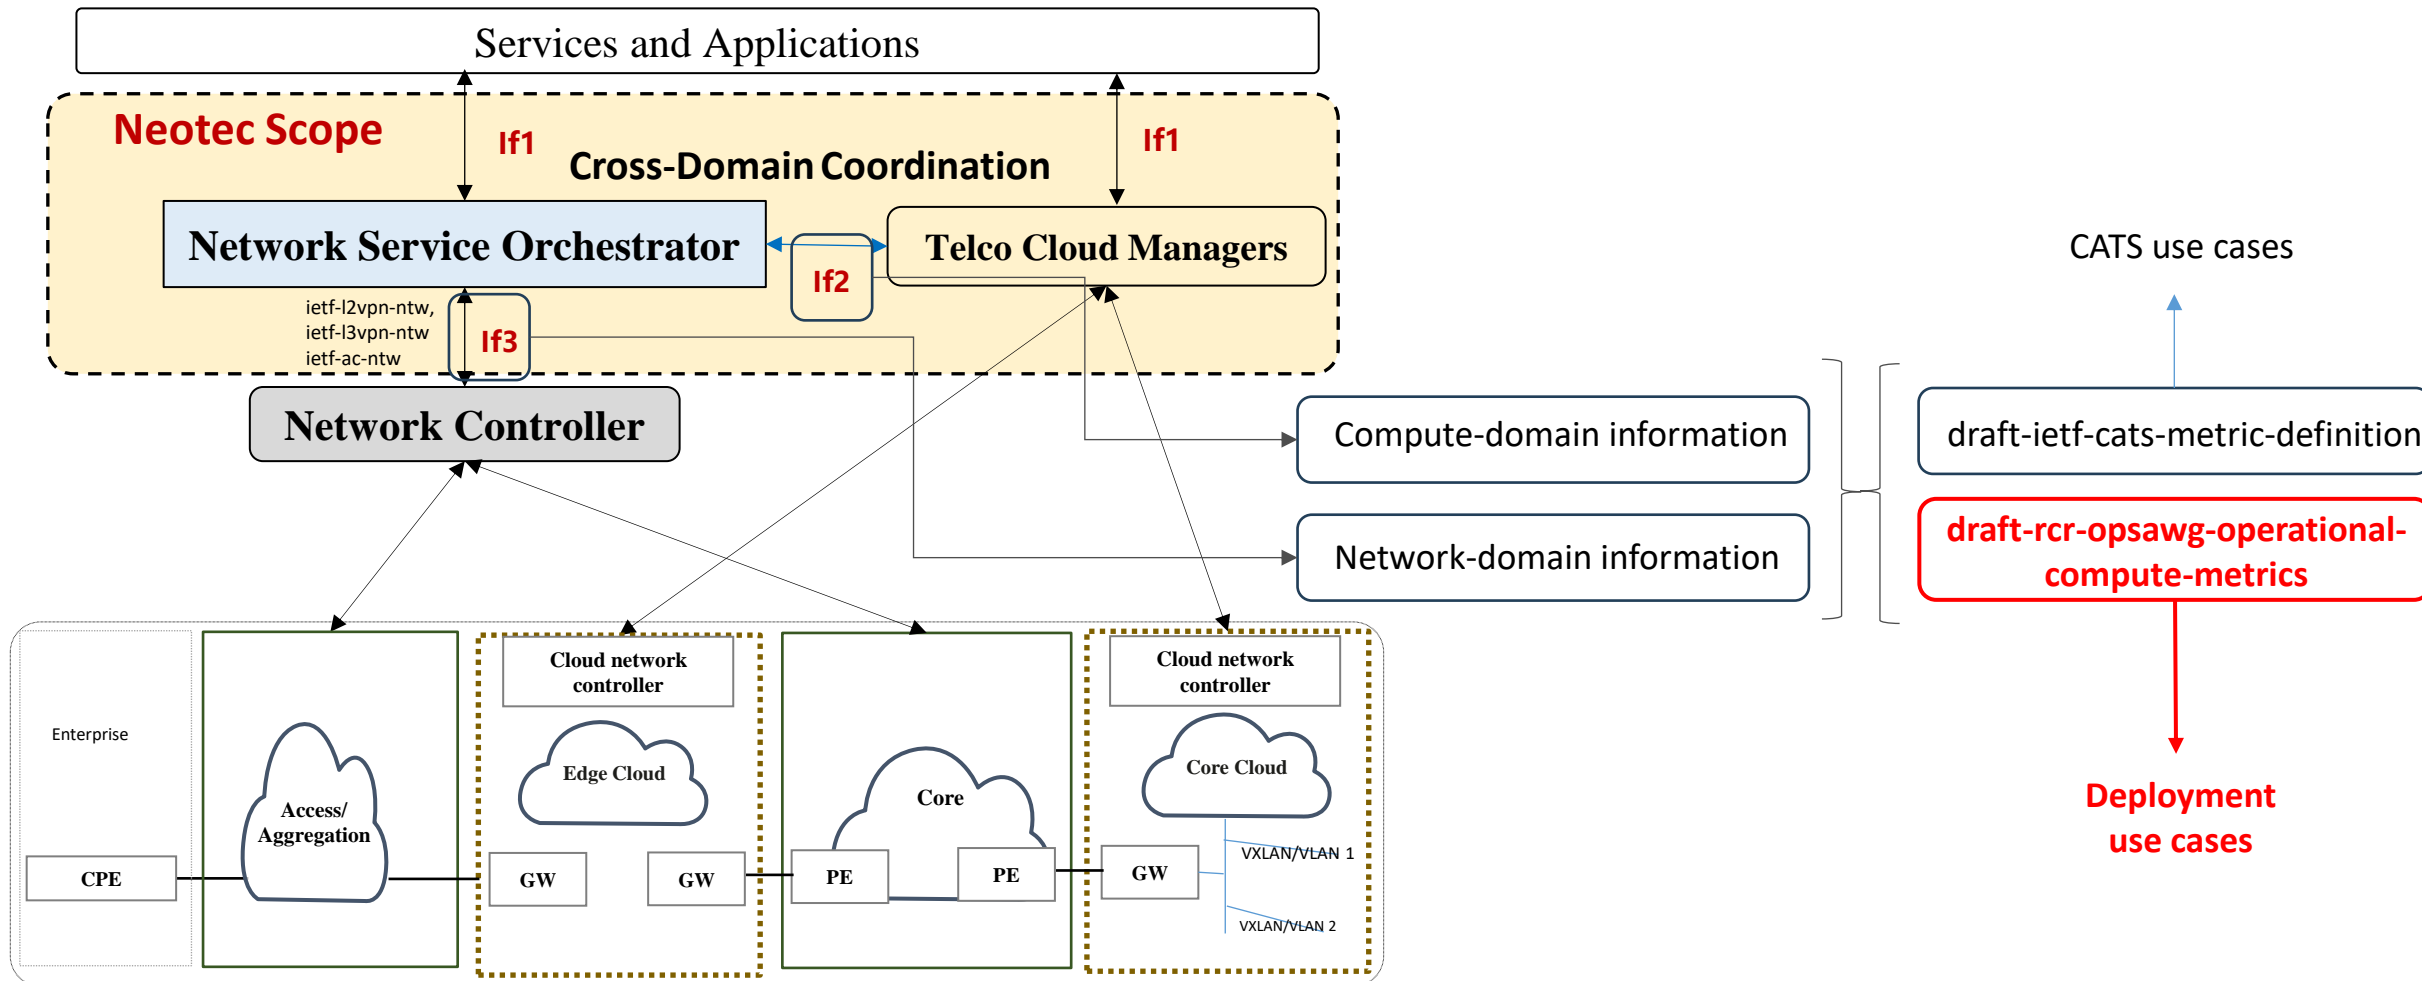 Services and Applications
Neotec Scope
If1
If1
Cross-Domain Coordination
Network Service Orchestrator
If2
Telco Cloud Managers
ietf-l2vpn-ntw,
ietf-l3vpn-ntw
ietf-ac-ntw
If3
Network Controller
CATS use cases
Compute-domain information
draft-ietf-cats-metric-definition
Network-domain information
draft-rcr-opsawg-operational-
compute-metrics
Deployment
use cases
Enterprise
CPE
Access/
Aggregation
Cloud network
controller
Edge Cloud
GW
GW
Core
PE
PE
Cloud network
controller
Core Cloud
GW
VXLAN/VLAN 1
VXLAN/VLAN 2